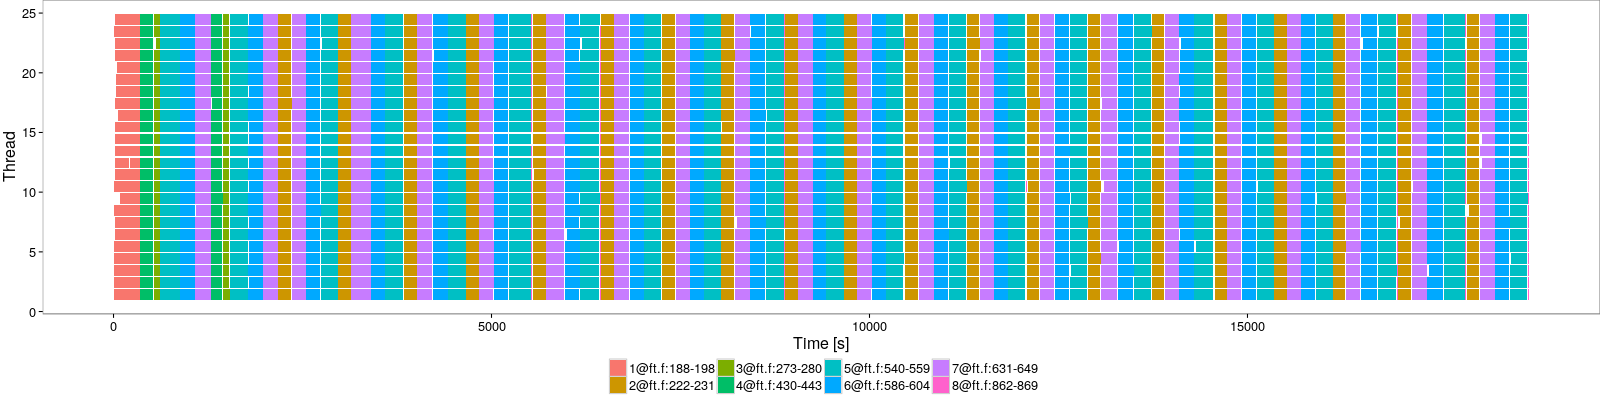 25
20
15
10
5
0
Thread
0 5000 10000 15000
Time [s]
1@ft.f:188-198 3@ft.f:273-280 5@ft.f:540-559 7@ft.f:631-649
2@ft.f:222-231 4@ft.f:430-443 6@ft.f:586-604 8@ft.f:862-869